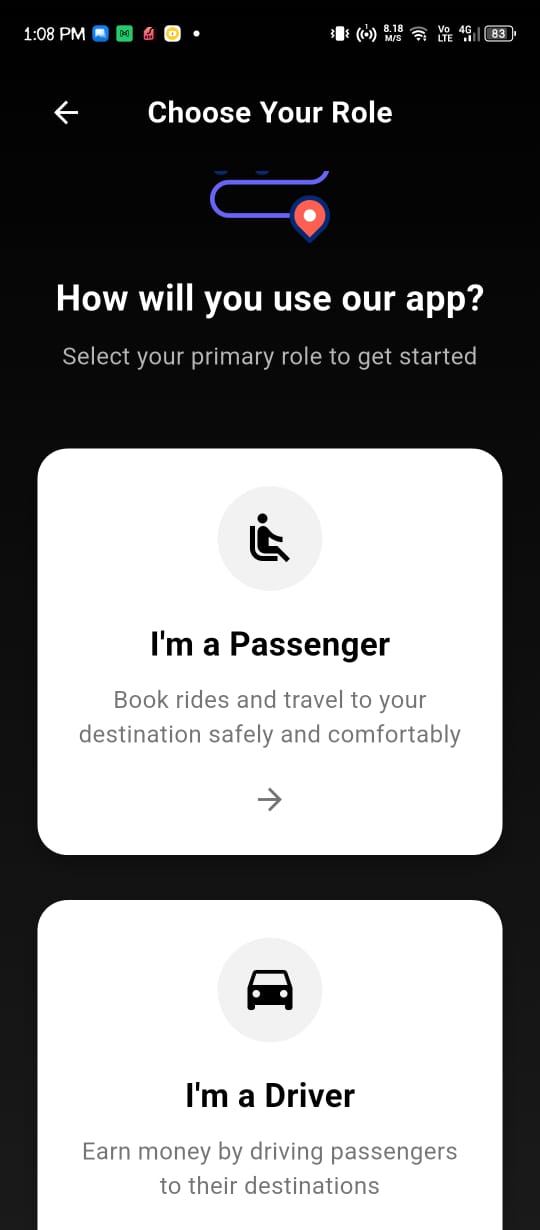 1:08 PM
8.18
M/S
Vo
LTE
4G
83
Choose Your Role
How will you use our app?
Select your primary role to get started
I'm a Passenger
Book rides and travel to your
destination safely and comfortably
I'm a Driver
Earn money by driving passengers
to their destinations